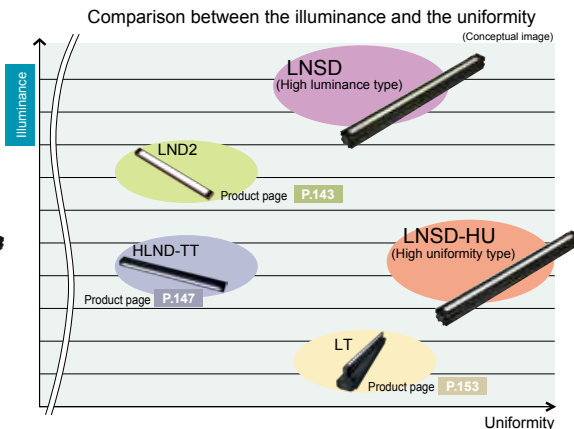 Comparison between the illuminance and the uniformity
(Conceptual image)
Illuminance
LNSD
(High luminance type)
LND2
Product page P.143
LNSD-HU
(High uniformity type)
HLND-TT
Product page P.147
LT
Product page P.153
Uniformity